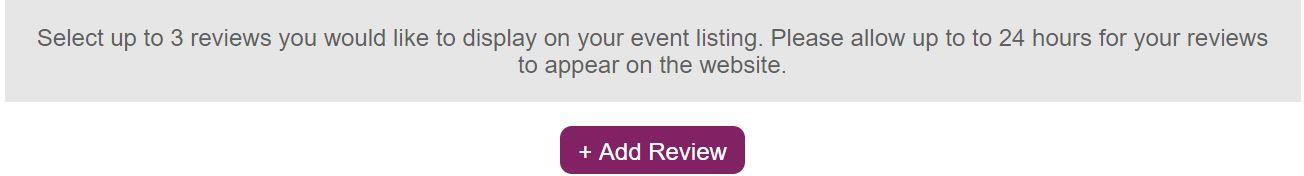 Select up to 3 reviews you would like to display on your event listing. Please allow up to to 24 hours for your reviews
to appear on the website.
+ Add Review